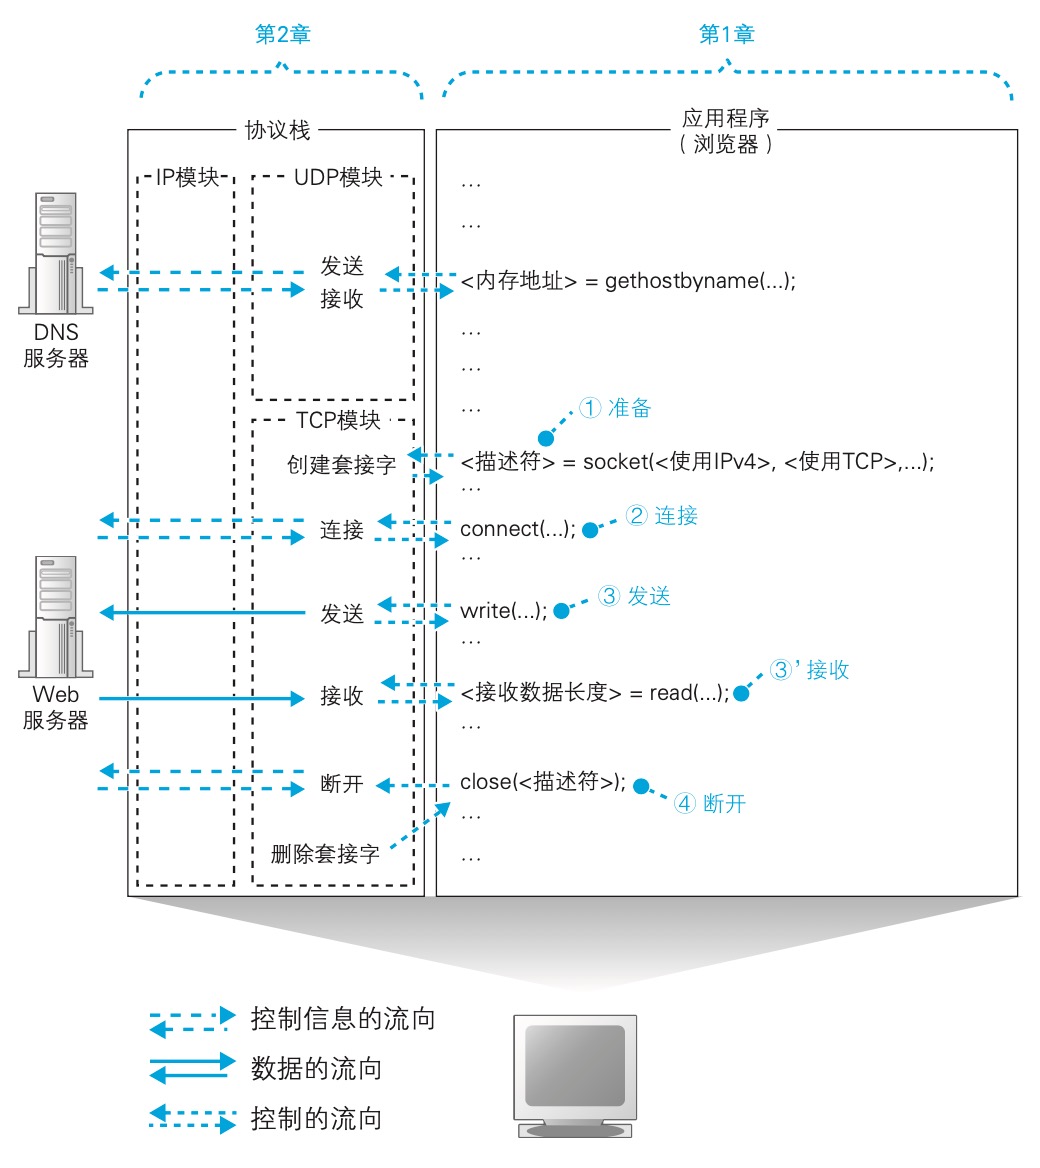 第2章
第1章
协议栈
应用程序
（浏览器）
IP模块
UDP模块
…
…
发送
接收
<内存地址> = gethostbyname(...);
DNS
服务器
…
…
…
① 准备
TCP模块
创建套接字
<描述符> = socket(<使用IPv4>, <使用TCP>,...);
…
② 连接
连接
connect(...);
…
③ 发送
发送
write(...);
…
③’接收
Web
服务器
接收
<接收数据长度> = read(...);
…
断开
close(<描述符>);
④ 断开
…
删除套接字
…
控制信息的流向
数据的流向
控制的流向